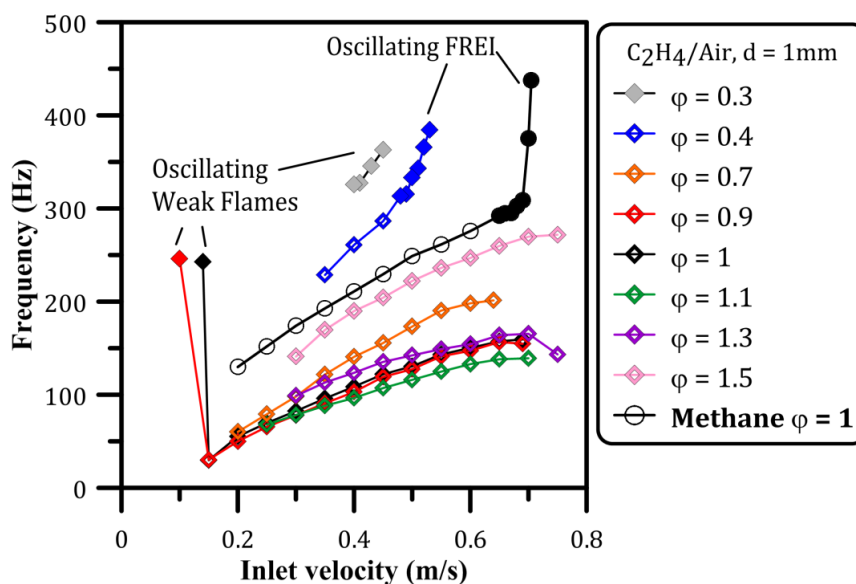 500
400
300
200
100
0
Frequency (Hz)
0
0.2
0.4
0.6
0.8
Inlet velocity (m/s)
Oscillating FREI
Oscillating
Weak Flames
C₂H₄/Air, d = 1mm
φ = 0.3
φ = 0.4
φ = 0.7
φ = 0.9
φ = 1
φ = 1.1
φ = 1.3
φ = 1.5
Methane φ = 1